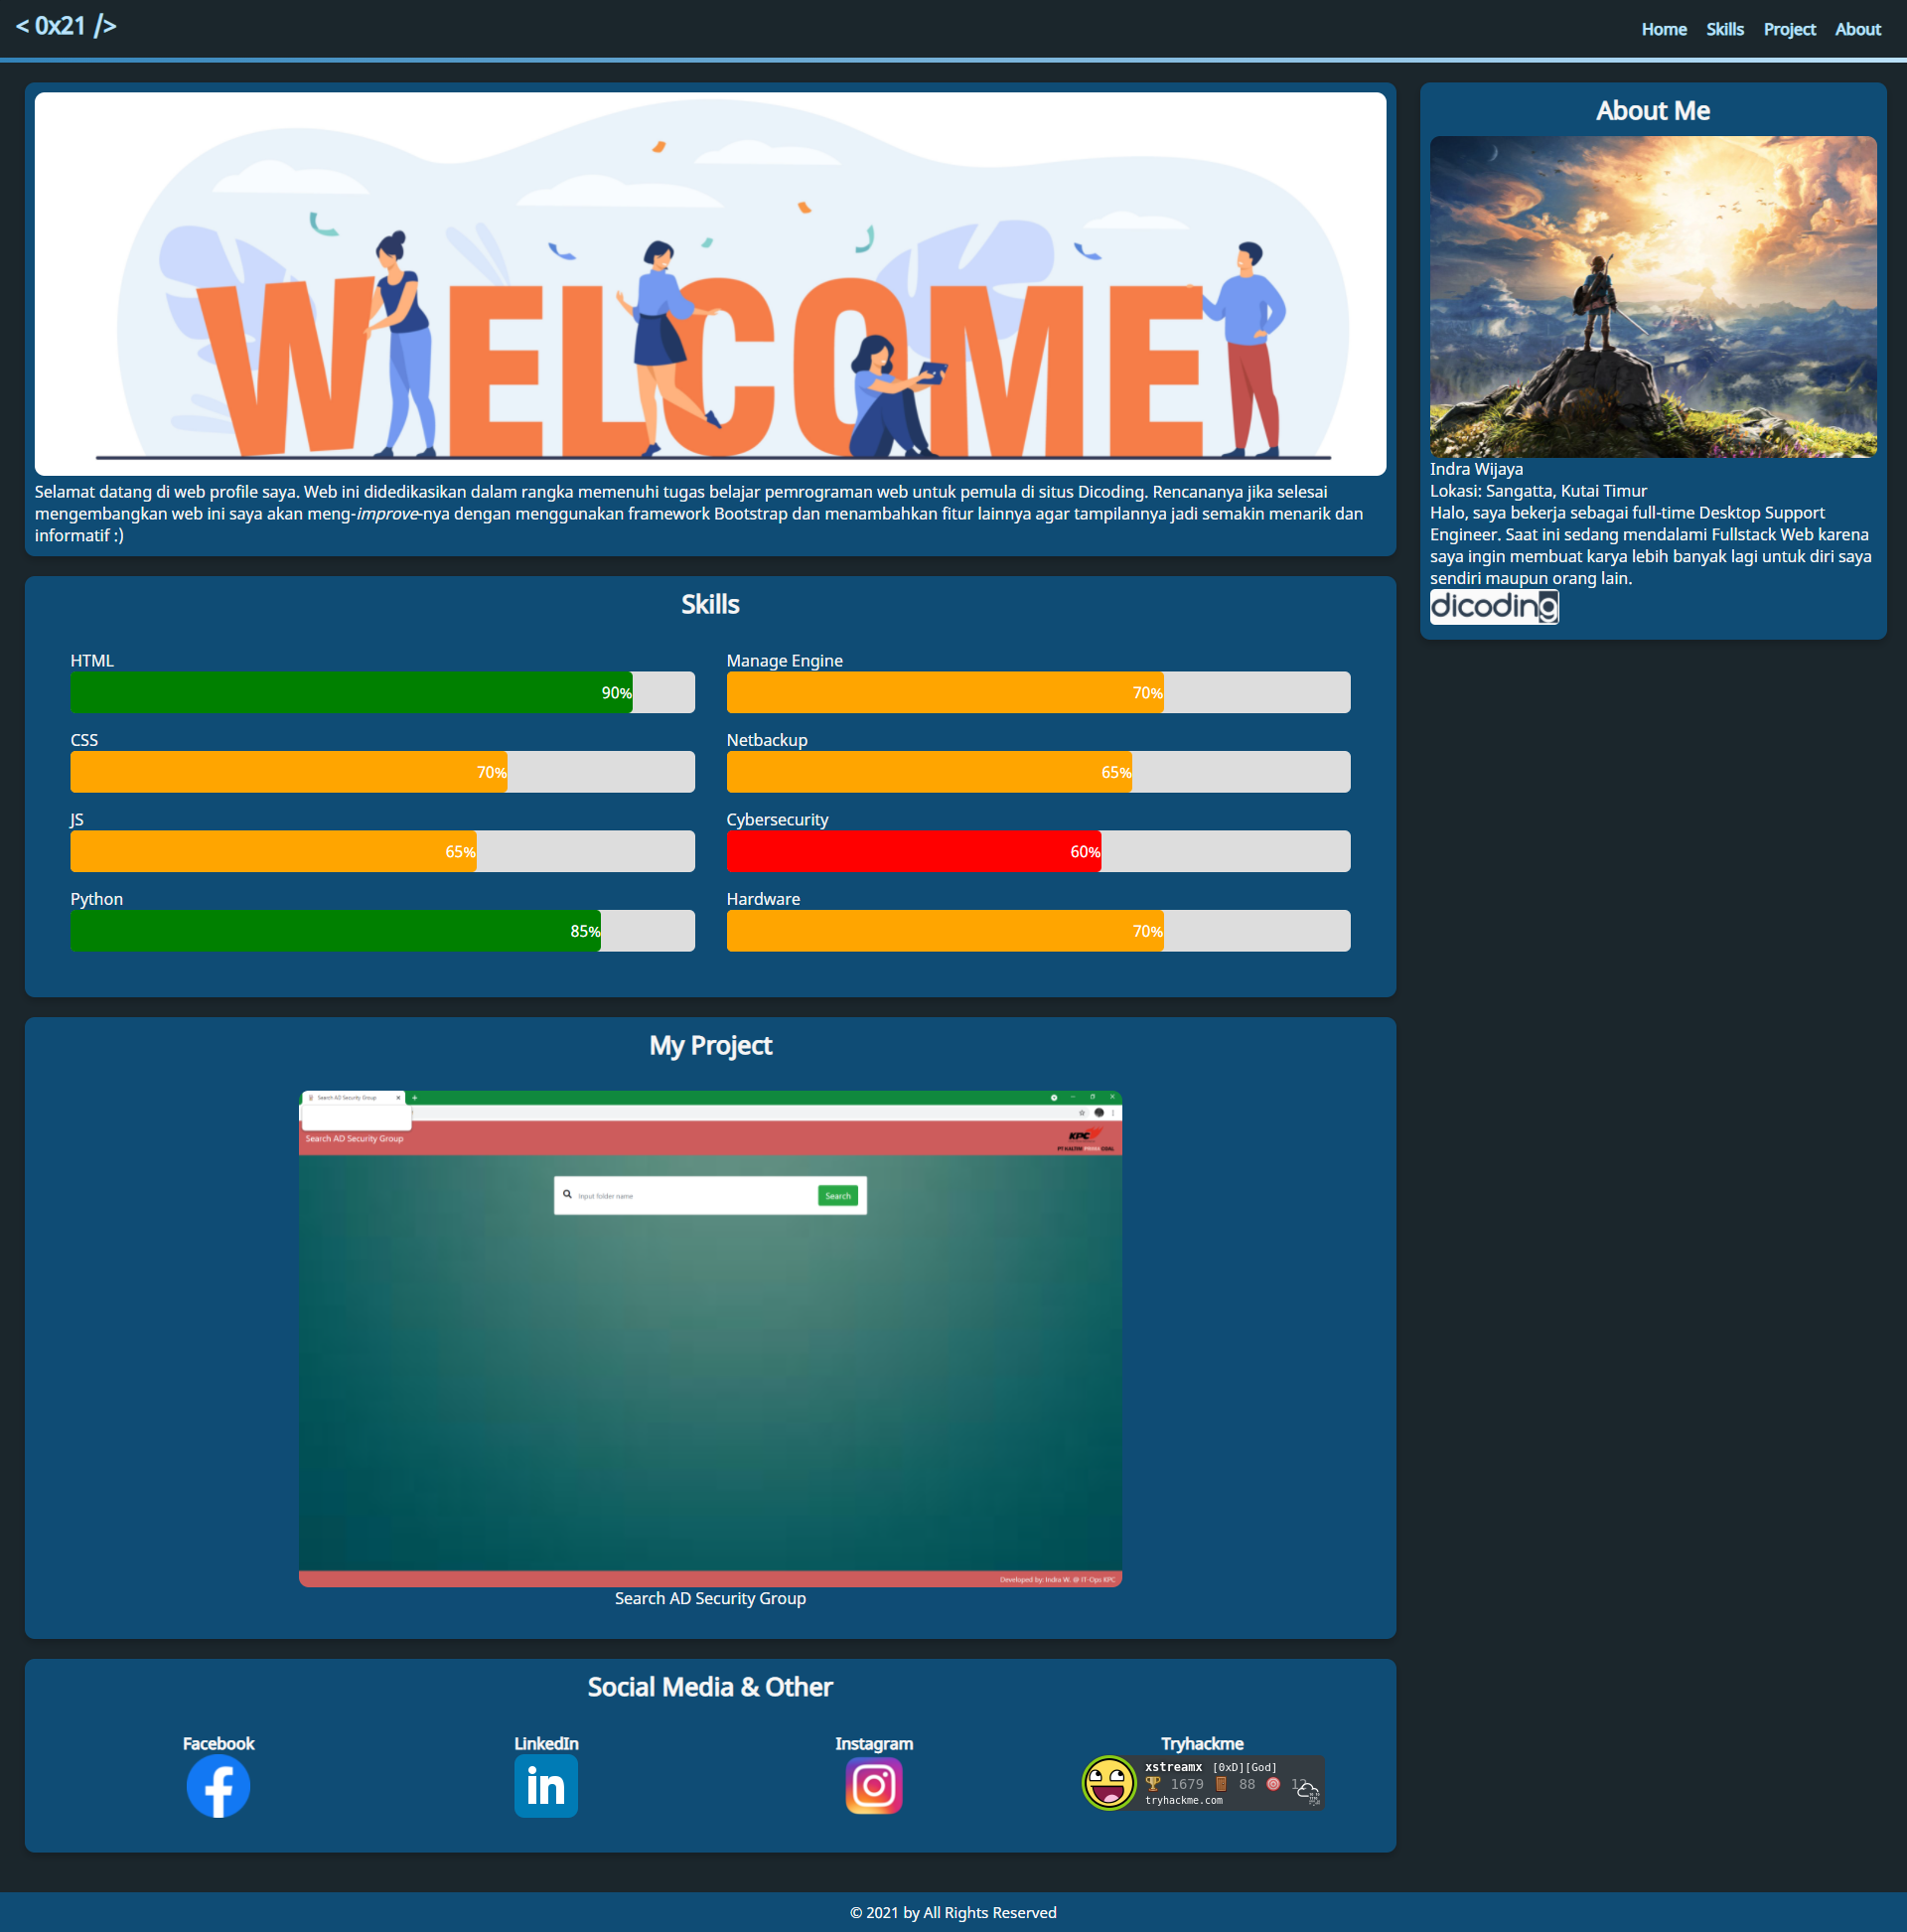 < 0x21 />
Home Skills Project About
WELCOME
Selamat datang di web profile saya. Web ini didedikasikan dalam rangka memenuhi tugas belajar pemrograman web untuk pemula di situs Dicoding. Rencananya jika selesai
mengembangkan web ini saya akan meng-improve-nya dengan menggunakan framework Bootstrap dan menambahkan fitur lainnya agar tampilannya jadi semakin menarik dan
informatif :)
About Me
Indra Wijaya
Lokasi: Sangatta, Kutai Timur
Halo, saya bekerja sebagai full-time Desktop Support
Engineer. Saat ini sedang mendalami Fullstack Web karena
saya ingin membuat karya lebih banyak lagi untuk diri saya
sendiri maupun orang lain.
dicoding
Skills
HTML
90%
CSS
70%
JS
65%
Python
85%
Manage Engine
70%
Netbackup
65%
Cybersecurity
60%
Hardware
70%
My Project
Search AD Security Group
Search AD Security Group
KPC
PT KALTIM PRIMA COAL
Input folder name
Search
Developed by: Indra W. @ IT-Ops KPC
Search AD Security Group
Social Media & Other
Facebook
LinkedIn
in
Instagram
Tryhackme
xstreamx [0xD][God]
1679 88
tryhackme.com
© 2021 by All Rights Reserved